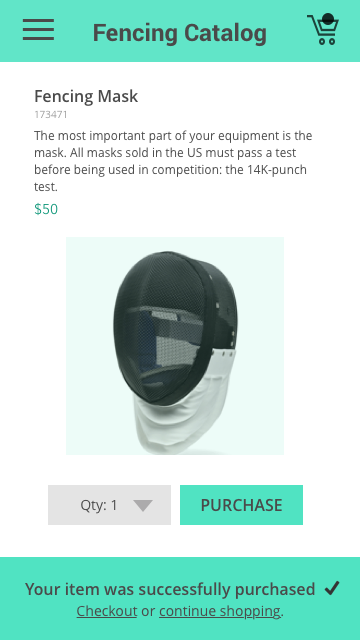 Fencing Catalog
Fencing Mask
173471
The most important part of your equipment is the
mask. All masks sold in the US must pass a test
before being used in competition: the 14K-punch
test.
$50
Qty: 1
PURCHASE
Your item was successfully purchased
Checkout or continue shopping.